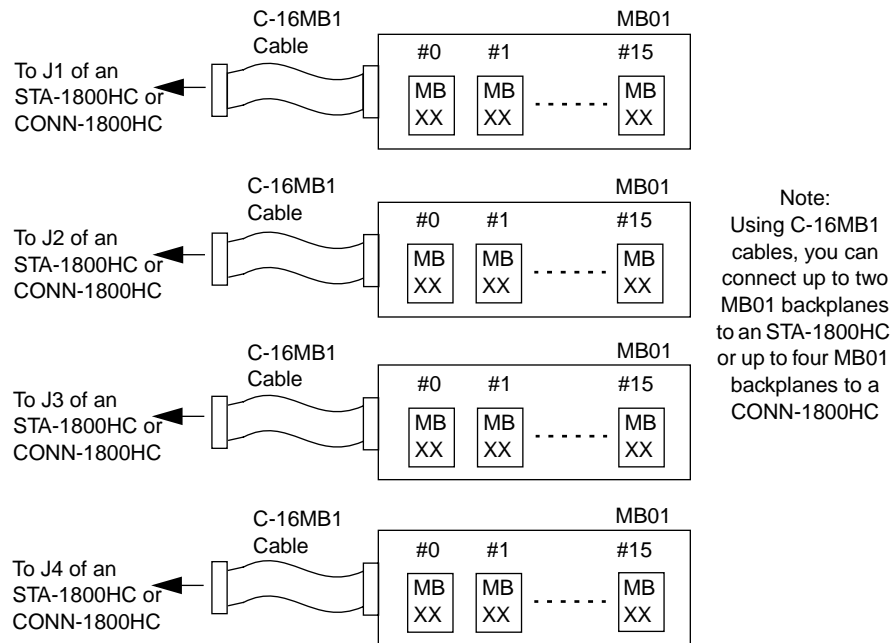 C-16MB1
Cable
MB01
#0 #1 #15
To J1 of an
STA-1800HC or
CONN-1800HC
MB
XX
MB
XX
MB
XX
C-16MB1
Cable
MB01
#0 #1 #15
To J2 of an
STA-1800HC or
CONN-1800HC
MB
XX
MB
XX
MB
XX
C-16MB1
Cable
MB01
#0 #1 #15
To J3 of an
STA-1800HC or
CONN-1800HC
MB
XX
MB
XX
MB
XX
C-16MB1
Cable
MB01
#0 #1 #15
To J4 of an
STA-1800HC or
CONN-1800HC
MB
XX
MB
XX
MB
XX
Note:
Using C-16MB1
cables, you can
connect up to two
MB01 backplanes
to an STA-1800HC
or up to four MB01
backplanes to a
CONN-1800HC